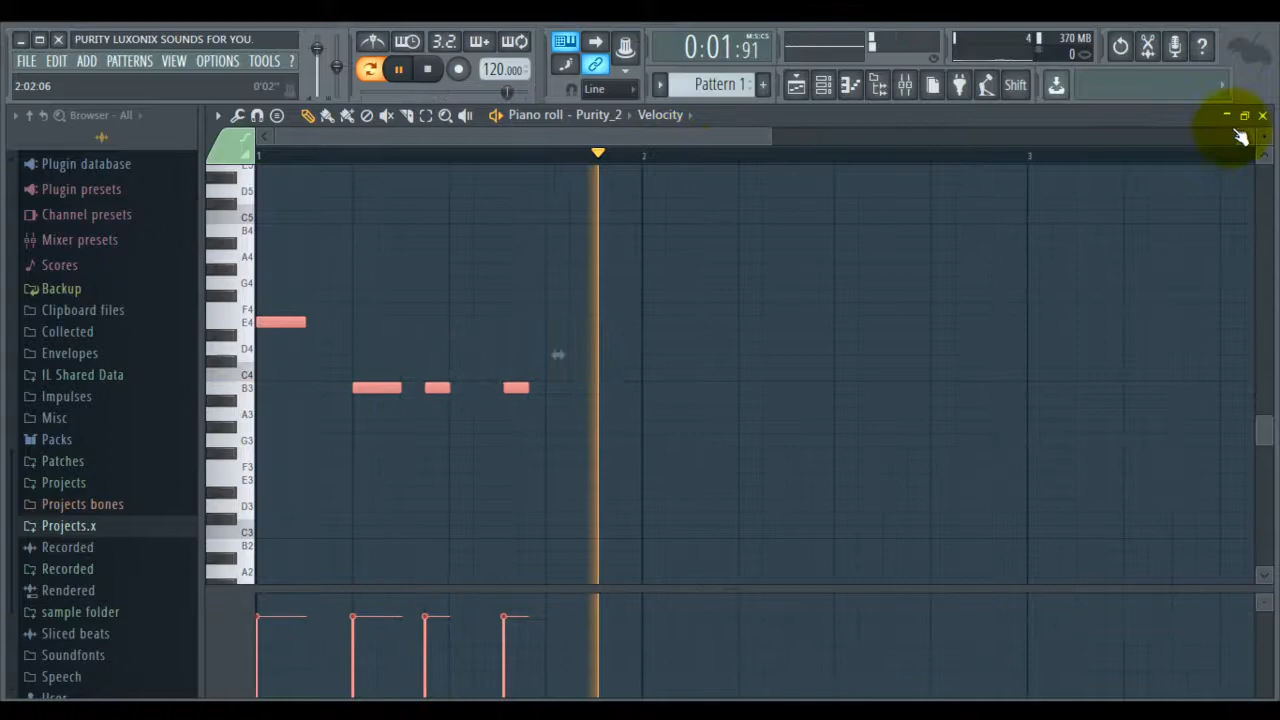 PURITY LUXONIX SOUNDS FOR YOU.
FILE EDIT ADD PATTERNS VIEW OPTIONS TOOLS ?
2:02:06 0'02"
3.2.
120.000
Line
0:01:91
M:S:CS
Pattern 1
4 370 MB
0
Shift
Browser - All
Piano roll - Purity_2 Velocity
1 2 3
Plugin database
Plugin presets
Channel presets
Mixer presets
Scores
Backup
Clipboard files
Collected
Envelopes
IL Shared Data
Impulses
Misc
Packs
Patches
Projects
Projects bones
Projects.x
Recorded
Recorded
Rendered
sample folder
Sliced beats
Soundfonts
Speech
User
D5
C5
B4
A4
G4
F4
E4
D4
C4
B3
A3
G3
F3
E3
D3
C3
B2
A2